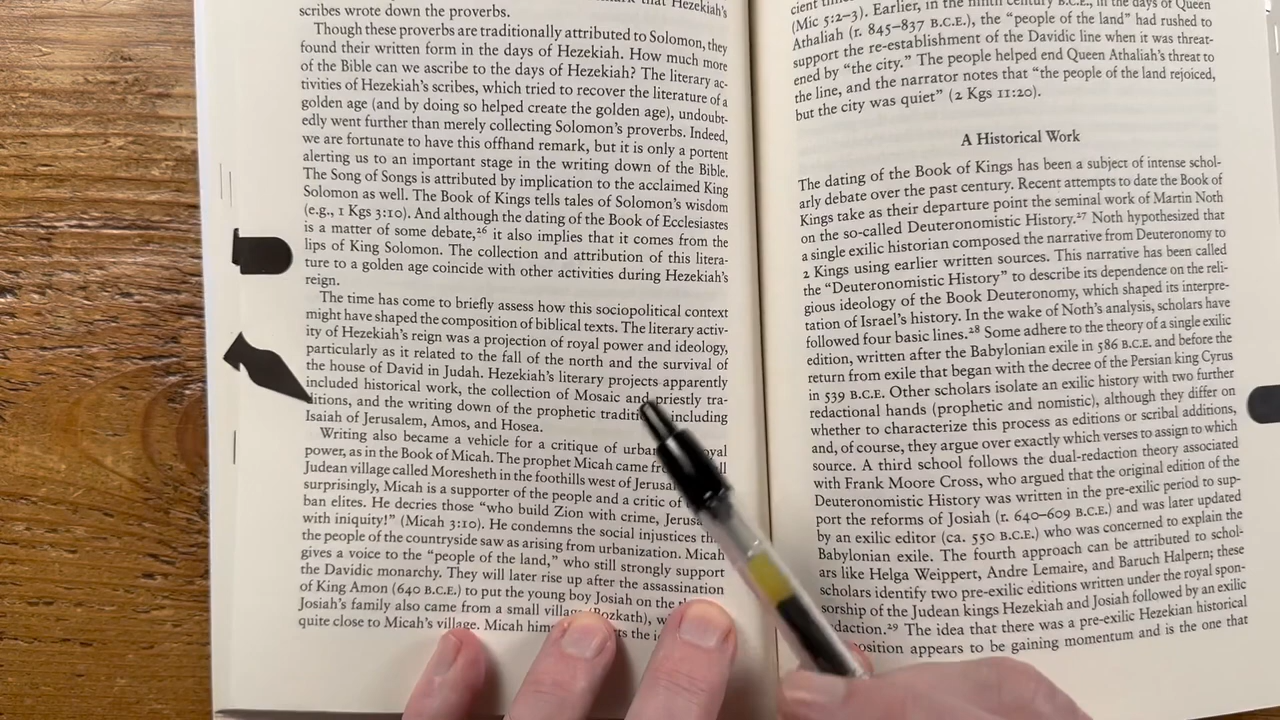 Hezekiah's
scribes wrote down the proverbs.
Though these proverbs are traditionally attributed to Solomon, they
found their written form in the days of Hezekiah. How much more
of the Bible can we ascribe to the days of Hezekiah? The literary ac-
tivities of Hezekiah's scribes, which tried to recover the literature of a
golden age (and by doing so helped create the golden age), undoubt-
edly went further than merely collecting Solomon's proverbs. Indeed,
we are fortunate to have this offhand remark, but it is only a portent
alerting us to an important stage in the writing down of the Bible.
The Song of Songs is attributed by implication to the acclaimed King
Solomon as well. The Book of Kings tells tales of Solomon's wisdom
(e.g., 1 Kgs 3:10). And although the dating of the Book of Ecclesiastes
is a matter of some debate,26 it also implies that it comes from the
lips of King Solomon. The collection and attribution of this litera-
ture to a golden age coincide with other activities during Hezekiah's
reign.
The time has come to briefly assess how this sociopolitical context
might have shaped the composition of biblical texts. The literary activ-
ity of Hezekiah's reign was a projection of royal power and ideology,
particularly as it related to the fall of the north and the survival of
the house of David in Judah. Hezekiah's literary projects apparently
included historical work, the collection of Mosaic and priestly tra-
ditions, and the writing down of the prophetic including
Isaiah of Jerusalem, Amos, and Hosea.
Writing also became a vehicle for a critique of
power, as in the Book of Micah. The prophet Micah came
Judean village called Moresheth in the foothills west of
surprisingly, Micah is a supporter of the people and a critic of
ban elites. He decries those "who build Zion with crime,
with iniquity!" (Micah 3:10). He condemns the social injustices
the people of the countryside saw as arising from urbanization. Micah
gives a voice to the "people of the land," who still strongly support
the Davidic monarchy. They will later rise up after the assassination
of King Amon (640 B.C.E.) to put the young boy Josiah on the
Josiah's family also came from a small (Bozkath),
quite close to Micah's village. Micah the
(Mic 5:2–3). Earlier, in the ninth century B.C.E., in the days of Queen
Athaliah (r. 845–837 B.C.E.), the "people of the land" had rushed to
support the re-establishment of the Davidic line when it was threat-
ened by "the city." The people helped end Queen Athaliah's threat to
the line, and the narrator notes that "the people of the land rejoiced,
but the city was quiet" (2 Kgs 11:20).
A Historical Work
The dating of the Book of Kings has been a subject of intense schol-
arly debate over the past century. Recent attempts to date the Book of
Kings take as their departure point the seminal work of Martin Noth
on the so-called Deuteronomistic History.27 Noth hypothesized that
a single exilic historian composed the narrative from Deuteronomy to
2 Kings using earlier written sources. This narrative has been called
the "Deuteronomistic History" to describe its dependence on the reli-
gious ideology of the Book Deuteronomy, which shaped its interpre-
tation of Israel's history. In the wake of Noth's analysis, scholars have
followed four basic lines.28 Some adhere to the theory of a single exilic
edition, written after the Babylonian exile in 586 B.C.E. and before the
return from exile that began with the decree of the Persian king Cyrus
in 539 B.C.E. Other scholars isolate an exilic history with two further
redactional hands (prophetic and nomistic), although they differ on
whether to characterize this process as editions or scribal additions,
and, of course, they argue over exactly which verses to assign to which
source. A third school follows the dual-redaction theory associated
with Frank Moore Cross, who argued that the original edition of the
Deuteronomistic History was written in the pre-exilic period to sup-
port the reforms of Josiah (r. 640–609 B.C.E.) and was later updated
by an exilic editor (ca. 550 B.C.E.) who was concerned to explain the
Babylonian exile. The fourth approach can be attributed to schol-
ars like Helga Weippert, Andre Lemaire, and Baruch Halpern; these
scholars identify two pre-exilic editions written under the royal spon-
sorship of the Judean kings Hezekiah and Josiah followed by an exilic
redaction.29 The idea that there was a pre-exilic Hezekian historical
appears to be gaining momentum and is the one that